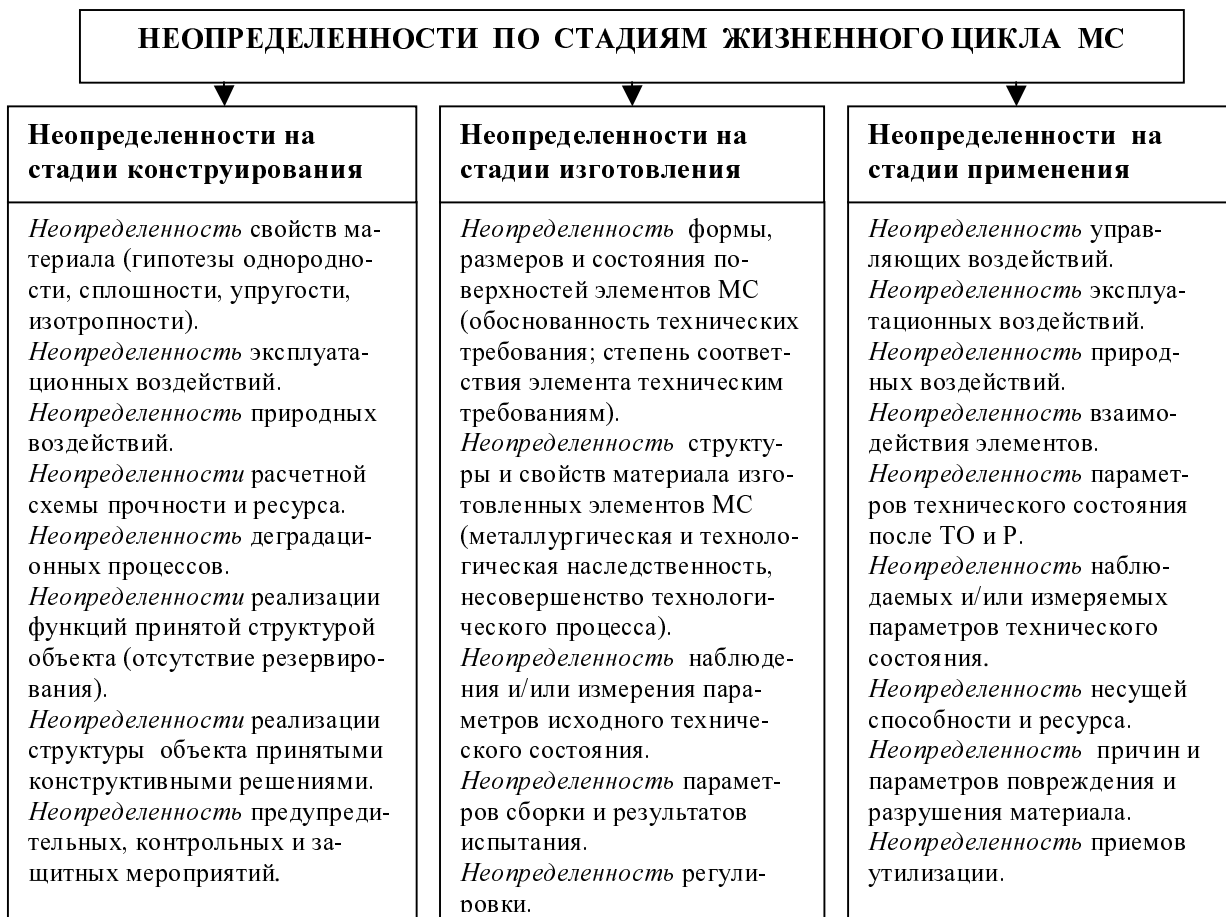 НЕОПРЕДЕЛЕННОСТИ ПО СТАДИЯМ ЖИЗНЕННОГО ЦИКЛА МС
Неопределенности на
стадии конструирования
Неопределенность свойств ма-
териала (гипотезы однородно-
сти, сплошности, упругости,
изотропности).
Неопределенность эксплуата-
ционных воздействий.
Неопределенность природных
воздействий.
Неопределенности расчетной
схемы прочности и ресурса.
Неопределенность деградаци-
онных процессов.
Неопределенности реализации
функций принятой структурой
объекта (отсутствие резервиро-
вания).
Неопределенности реализации
структуры объекта принятыми
конструктивными решениями.
Неопределенность предупреди-
тельных, контрольных и за-
щитных мероприятий.
Неопределенности на
стадии изготовления
Неопределенность формы,
размеров и состояния по-
верхностей элементов МС
(обоснованность технических
требования; степень соответ-
ствия элемента техническим
требованиям).
Неопределенность структу-
ры и свойств материала изго-
товленных элементов МС
(металлургическая и техноло-
гическая наследственность,
несовершенство технологи-
ческого процесса).
Неопределенность наблюде-
ния и/или измерения пара-
метров исходного техниче-
ского состояния.
Неопределенность парамет-
ров сборки и результатов
испытания.
Неопределенность регули-
ровки.
Неопределенности на
стадии применения
Неопределенность управ-
ляющих воздействий.
Неопределенность эксплуа-
тационных воздействий.
Неопределенность природ-
ных воздействий.
Неопределенность взаимо-
действия элементов.
Неопределенность парамет-
ров технического состояния
после ТО и Р.
Неопределенность наблю-
даемых и/или измеряемых
параметров технического
состояния.
Неопределенность несущей
способности и ресурса.
Неопределенность причин и
параметров повреждения и
разрушения материала.
Неопределенность приемов
утилизации.